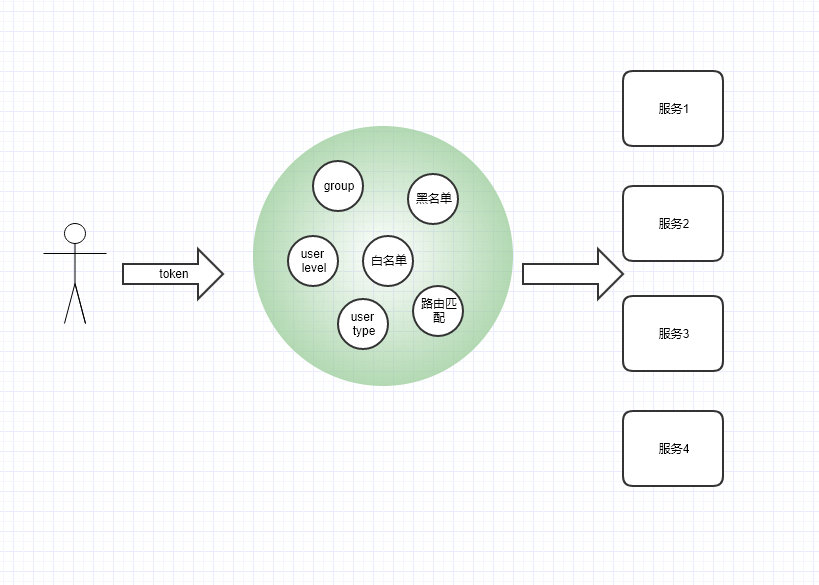 token
group
黑名单
user
level
白名单
user
type
路由匹
配
服务1
服务2
服务3
服务4